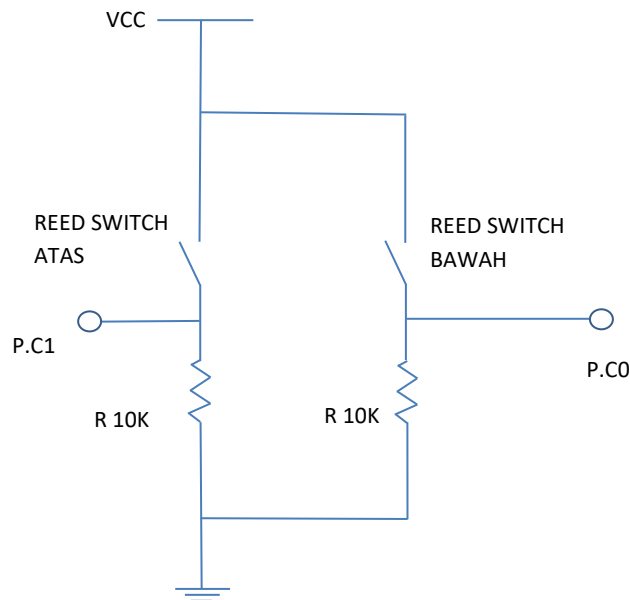 VCC
REED SWITCH
ATAS
REED SWITCH
BAWAH
P.C1
P.C0
R 10K
R 10K